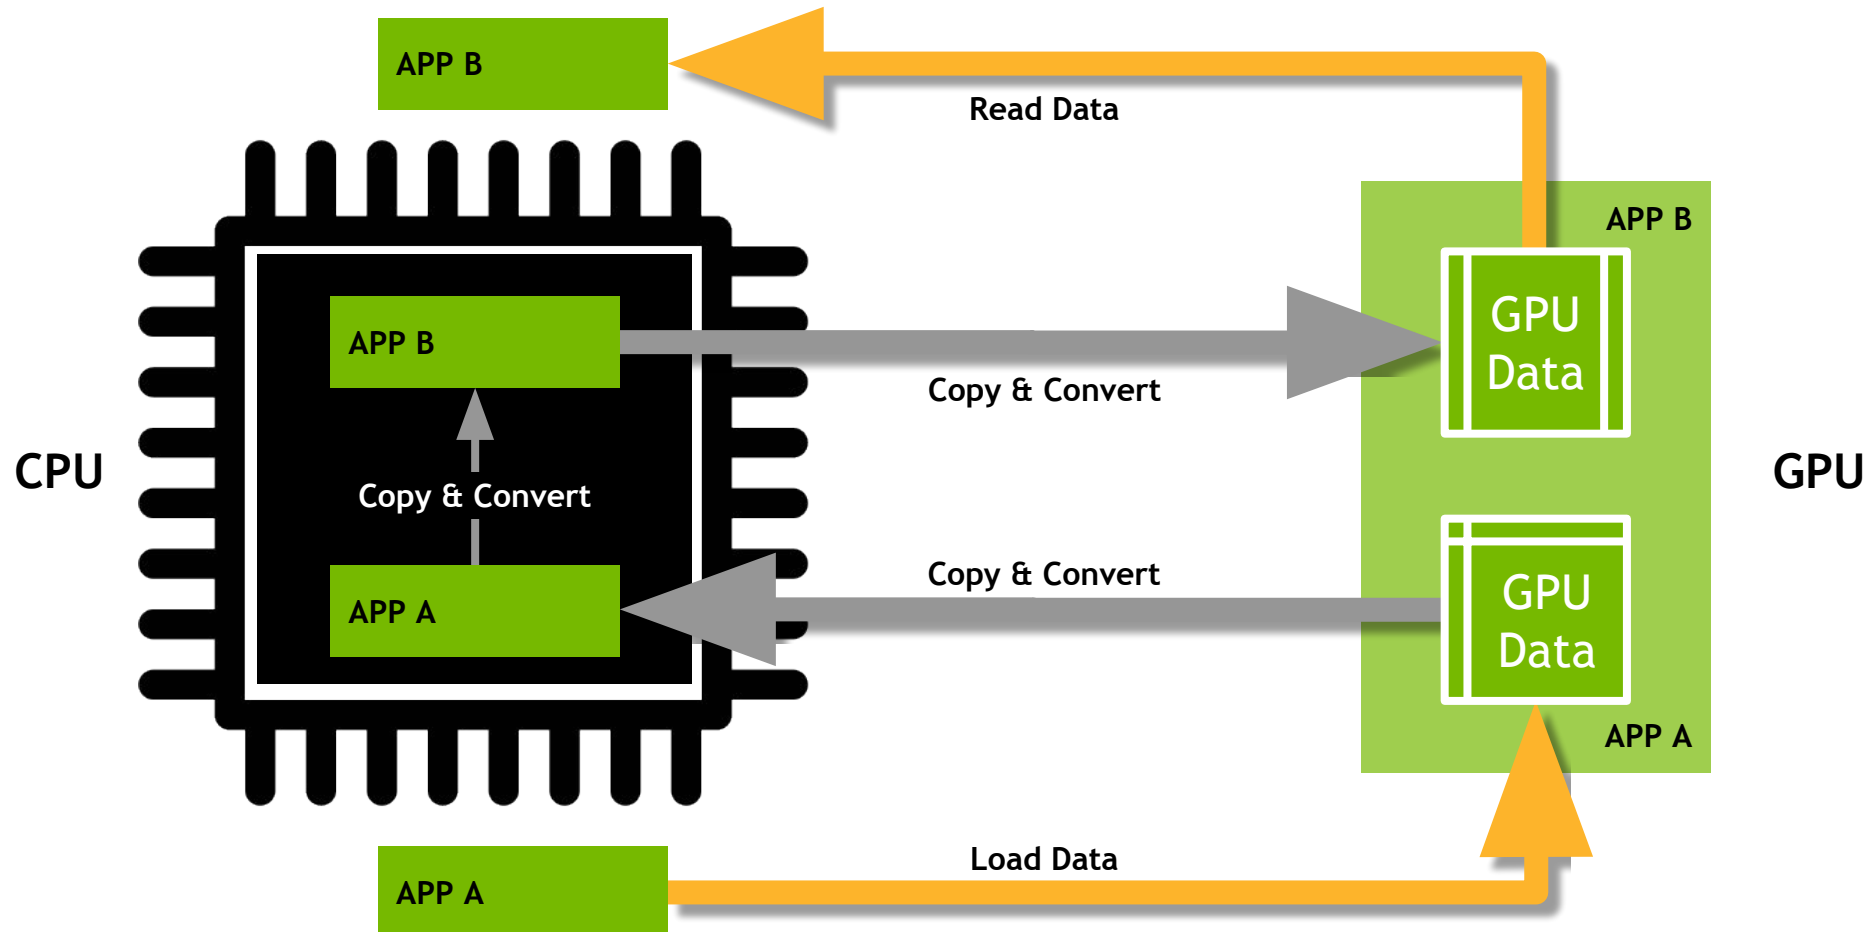 APP B
Read Data
APP B
GPU
Data
APP B
Copy & Convert
CPU
Copy & Convert
GPU
Copy & Convert
APP A
GPU
Data
APP A
Load Data
APP A